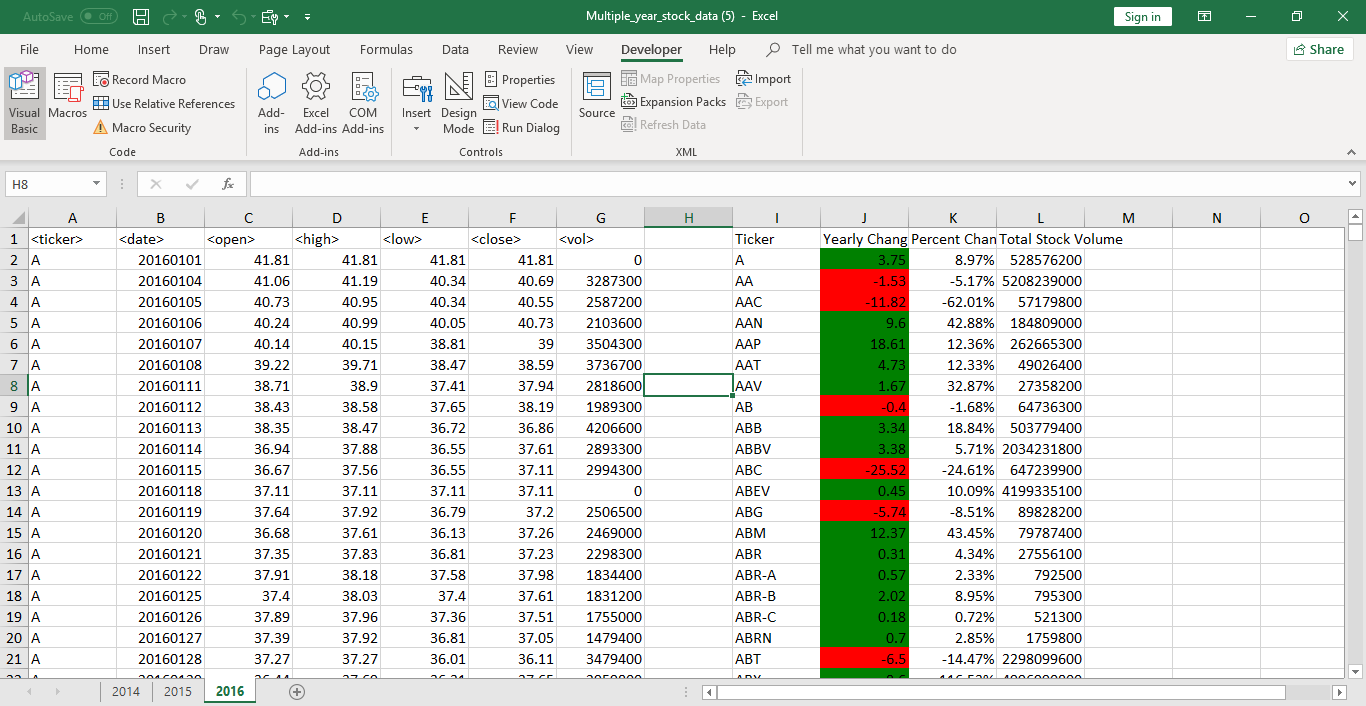 AutoSave Off Multiple_year_stock_data (5) - Excel Sign in
File Home Insert Draw Page Layout Formulas Data Review View Developer Help Tell me what you want to do Share
Visual Basic
Macros
Record Macro
Use Relative References
Macro Security
Code
Add-ins
Excel Add-ins
COM Add-ins
Add-ins
Insert
Design Mode
Properties
View Code
Run Dialog
Controls
Source
Map Properties
Expansion Packs
Refresh Data
Import
Export
XML
H8 fx
A B C D E F G H I J K L M N O
1 <ticker> <date> <open> <high> <low> <close> <vol> Ticker Yearly Chang Percent Chan Total Stock Volume
2 A 20160101 41.81 41.81 41.81 41.81 0 A 3.75 8.97% 528576200
3 A 20160104 41.06 41.19 40.34 40.69 3287300 AA -1.53 -5.17% 5208239000
4 A 20160105 40.73 40.95 40.34 40.55 2587200 AAC -11.82 -62.01% 57179800
5 A 20160106 40.24 40.99 40.05 40.73 2103600 AAN 9.6 42.88% 184809000
6 A 20160107 40.14 40.15 38.81 39 3504300 AAP 18.61 12.36% 262665300
7 A 20160108 39.22 39.71 38.47 38.59 3736700 AAT 4.73 12.33% 49026400
8 A 20160111 38.71 38.9 37.41 37.94 2818600 AAV 1.67 32.87% 27358200
9 A 20160112 38.43 38.58 37.65 38.19 1989300 AB -0.4 -1.68% 64736300
10 A 20160113 38.35 38.47 36.72 36.86 4206600 ABB 3.34 18.84% 503779400
11 A 20160114 36.94 37.88 36.55 37.61 2893300 ABBV 3.38 5.71% 2034231800
12 A 20160115 36.67 37.56 36.55 37.11 2994300 ABC -25.52 -24.61% 647239900
13 A 20160118 37.11 37.11 37.11 37.11 0 ABEV 0.45 10.09% 4199335100
14 A 20160119 37.64 37.92 36.79 37.2 2506500 ABG -5.74 -8.51% 89828200
15 A 20160120 36.68 37.61 36.13 37.26 2469000 ABM 12.37 43.45% 79787400
16 A 20160121 37.35 37.83 36.81 37.23 2298300 ABR 0.31 4.34% 27556100
17 A 20160122 37.91 38.18 37.58 37.98 1834400 ABR-A 0.57 2.33% 792500
18 A 20160125 37.4 38.03 37.4 37.61 1831200 ABR-B 2.02 8.95% 795300
19 A 20160126 37.89 37.96 37.36 37.51 1755000 ABR-C 0.18 0.72% 521300
20 A 20160127 37.39 37.92 36.81 37.05 1479400 ABRN 0.7 2.85% 1759800
21 A 20160128 37.27 37.27 36.01 36.11 3479400 ABT -6.5 -14.47% 2298099600
2014 2015 2016